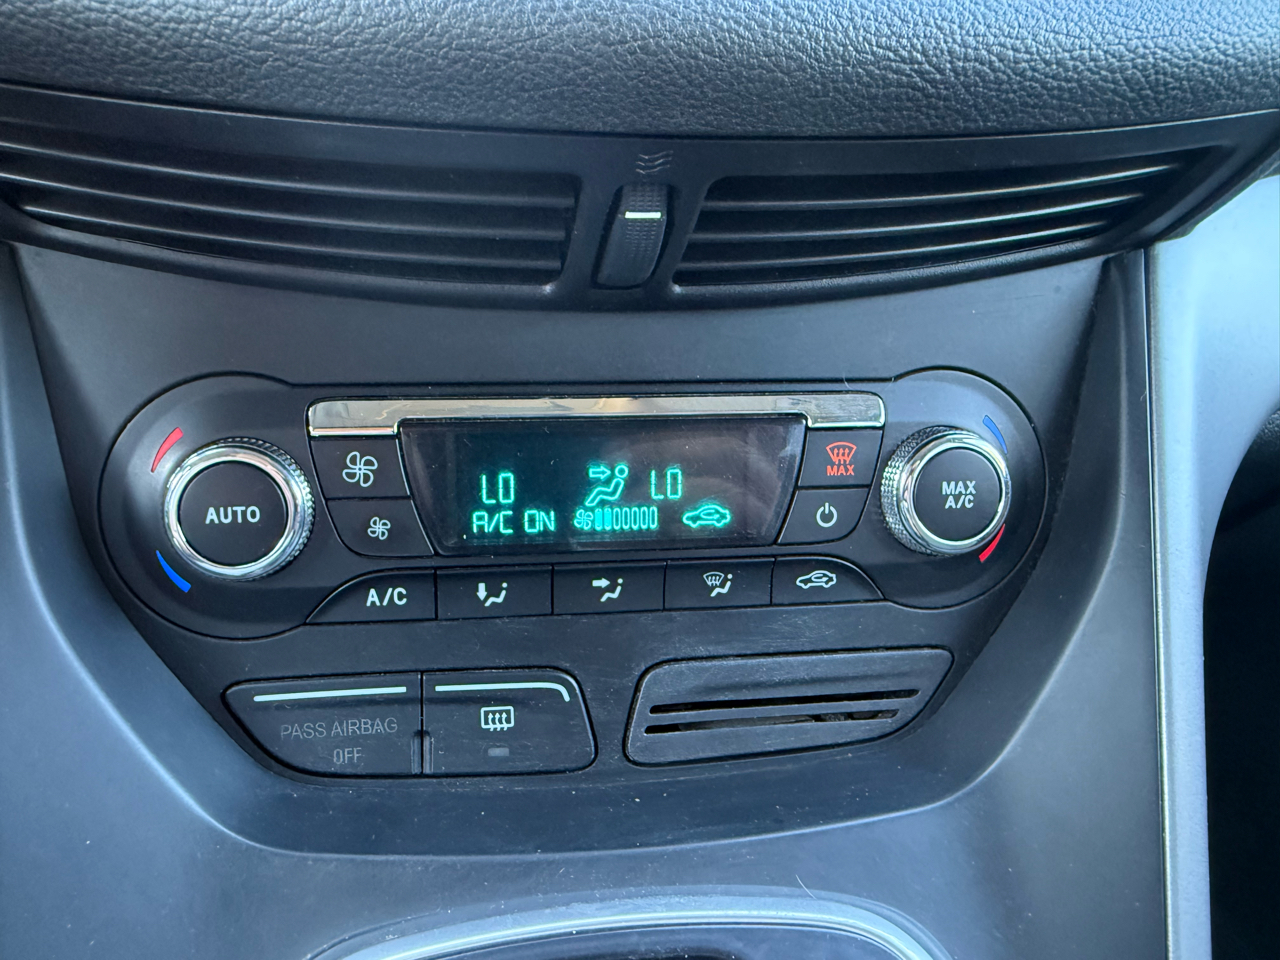 AUTO
LO LO
A/C ON
MAX
MAX
A/C
A/C
PASS AIRBAG
OFF